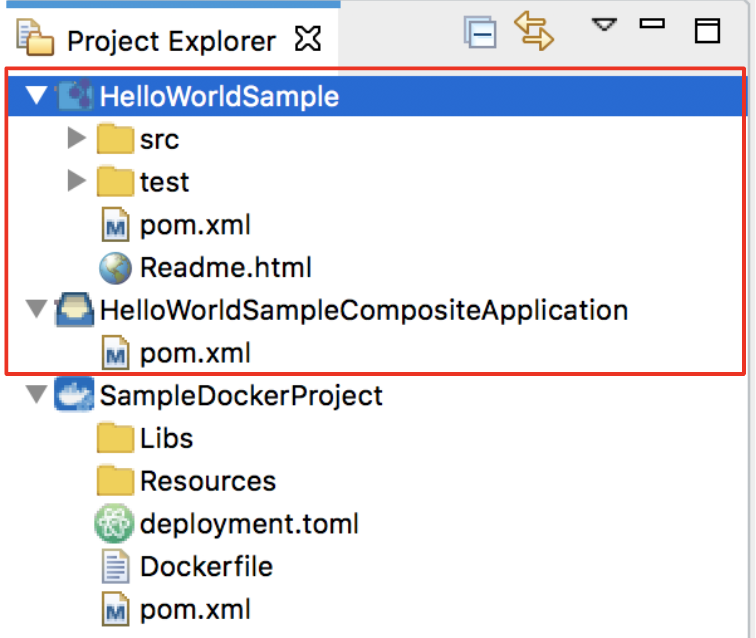 Project Explorer
HelloWorldSample
src
test
pom.xml
Readme.html
HelloWorldSampleCompositeApplication
pom.xml
SampleDockerProject
Libs
Resources
deployment.toml
Dockerfile
pom.xml